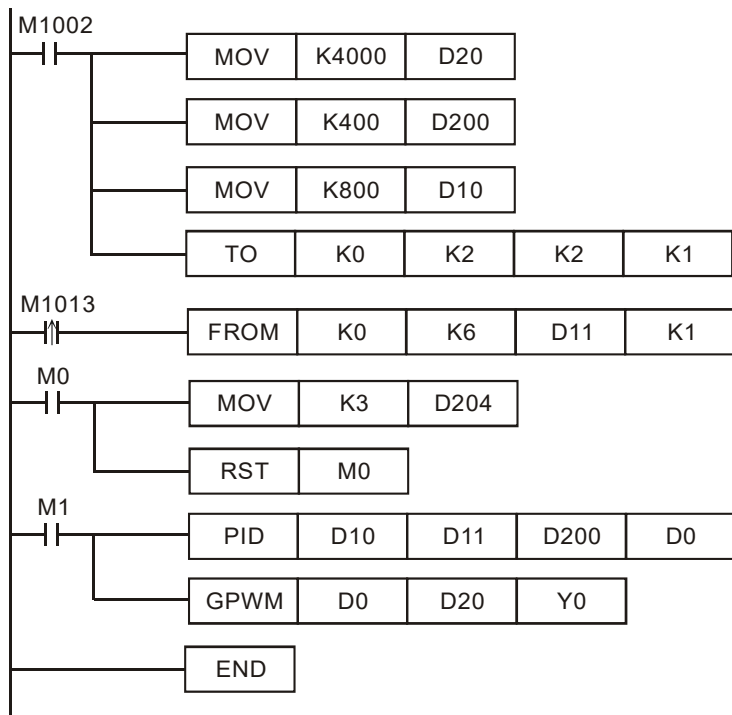 M1002
MOV K4000 D20
MOV K400 D200
MOV K800 D10
TO K0 K2 K2 K1
M1013
FROM K0 K6 D11 K1
M0
MOV K3 D204
RST M0
M1
PID D10 D11 D200 D0
GPWM D0 D20 Y0
END